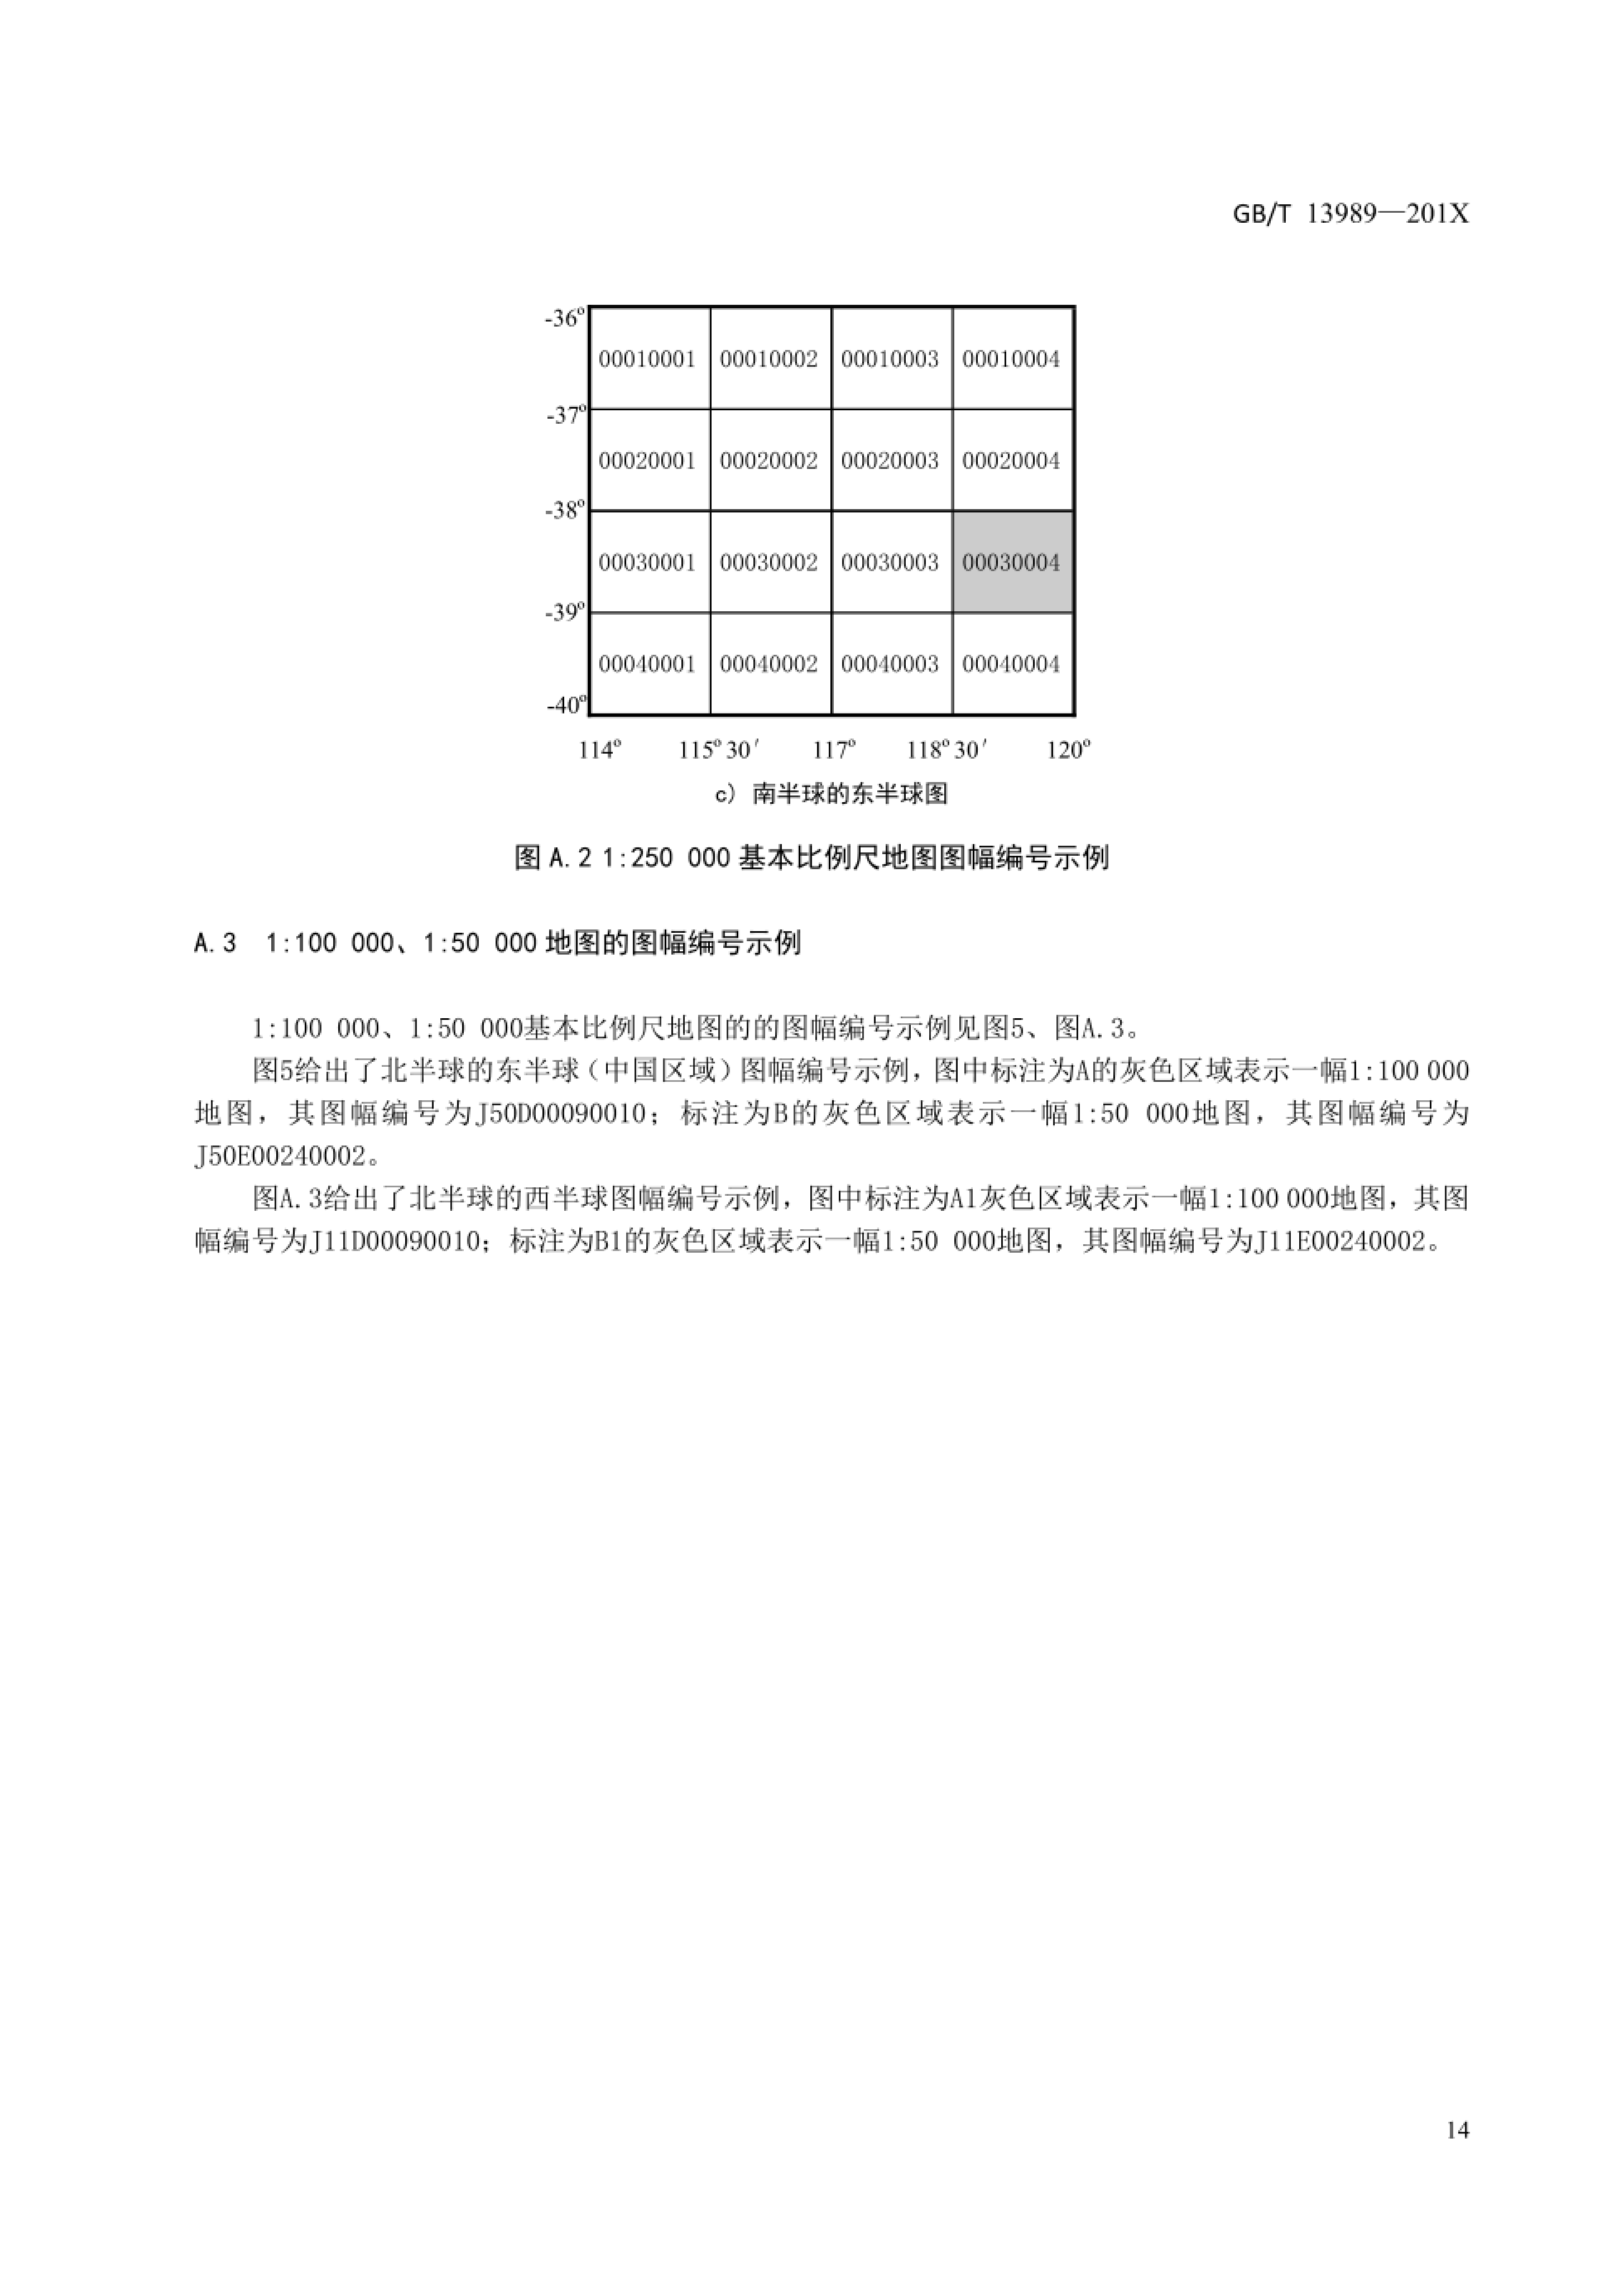 GB/T 13989—201X
-36°
00010001 00010002 00010003 00010004
-37°
00020001 00020002 00020003 00020004
-38°
00030001 00030002 00030003 00030004
-39°
00040001 00040002 00040003 00040004
-40°
114° 115°30′ 117° 118°30′ 120°
c) 南半球的东半球图
图 A.2 1:250 000 基本比例尺地图图幅编号示例
A.3 1:100 000、1:50 000 地图的图幅编号示例
1:100 000、1:50 000基本比例尺地图的的图幅编号示例见图5、图A.3。
图5给出了北半球的东半球（中国区域）图幅编号示例，图中标注为A的灰色区域表示一幅1:100 000
地图，其图幅编号为J50D00090010；标注为B的灰色区域表示一幅1:50 000地图，其图幅编号为
J50E00240002。
图A.3给出了北半球的西半球图幅编号示例，图中标注为A1灰色区域表示一幅1:100 000地图，其图
幅编号为J11D00090010；标注为B1的灰色区域表示一幅1:50 000地图，其图幅编号为J11E00240002。
14